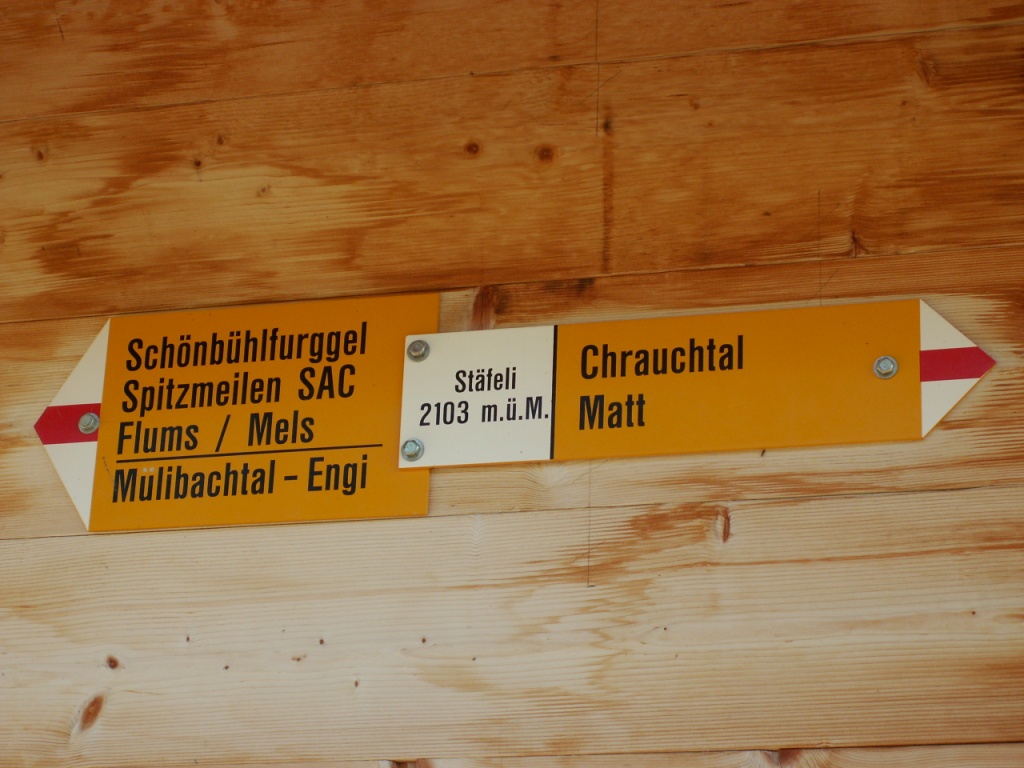 Schönbühlfurggel
Spitzmeilen SAC
Flums / Mels
Mülibachtal - Engi
Stäfeli
2103 m.ü.M.
Chrauchtal
Matt